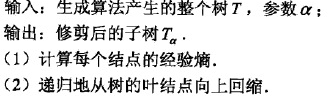 输入：生成算法产生的整个树T，参数α；
输出：修剪后的子树Tα.
（1）计算每个结点的经验熵.
（2）递归地从树的叶结点向上回缩.